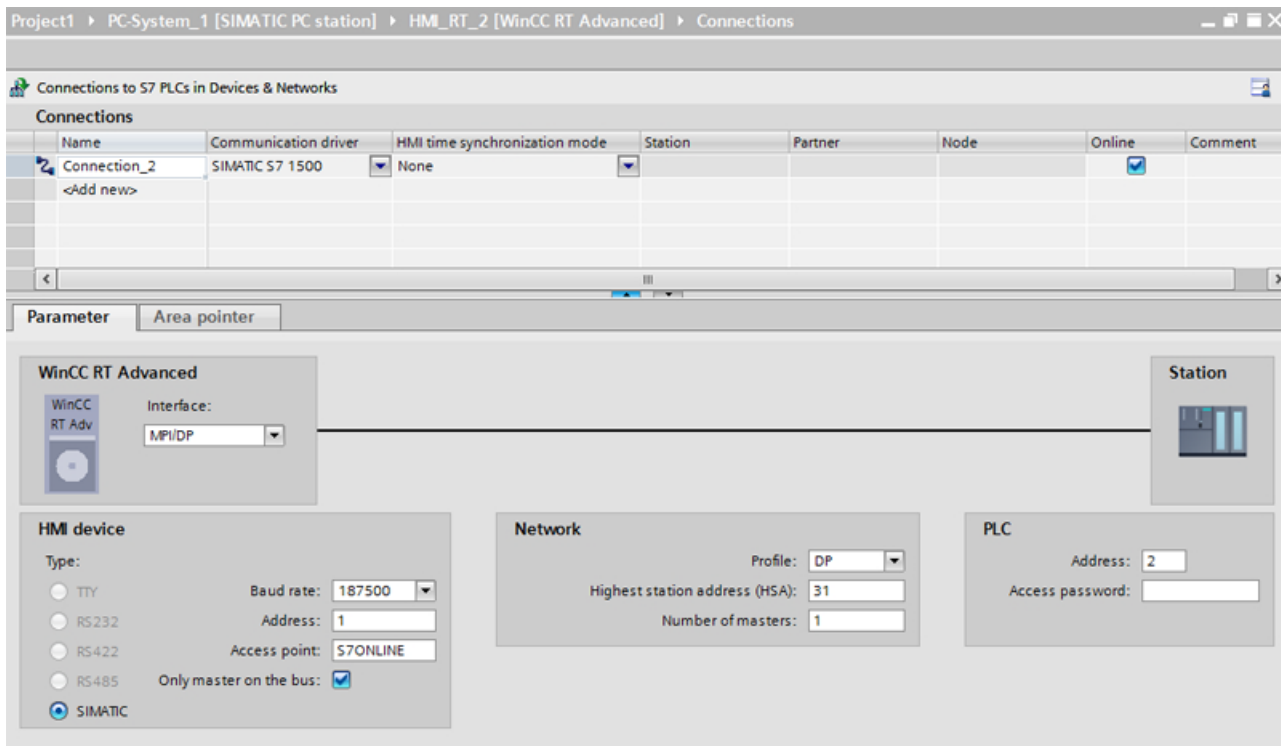 Project1 ▸ PC-System_1 [SIMATIC PC station] ▸ HMI_RT_2 [WinCC RT Advanced] ▸ Connections
Connections to S7 PLCs in Devices & Networks
Connections
Name Communication driver HMI time synchronization mode Station Partner Node Online Comment
Connection_2 SIMATIC S7 1500 None
<Add new>
Parameter Area pointer
WinCC RT Advanced
WinCC
RT Adv
Interface:
MPI/DP
Station
HMI device
Type:
TTY
RS232
RS422
RS485
SIMATIC
Baud rate: 187500
Address: 1
Access point: S7ONLINE
Only master on the bus:
Network
Profile: DP
Highest station address (HSA): 31
Number of masters: 1
PLC
Address: 2
Access password: